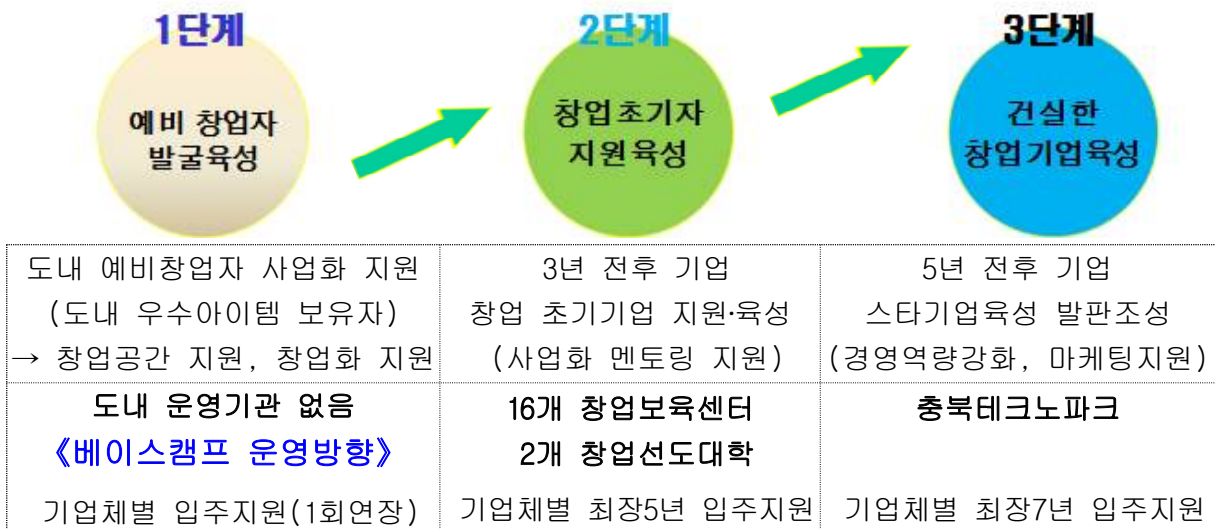 1단계
예비 창업자
발굴육성
2단계
창업초기자
지원육성
3단계
건실한
창업기업육성
도내 예비창업자 사업화 지원
(도내 우수아이템 보유자)
→ 창업공간 지원, 창업화 지원
3년 전후 기업
창업 초기기업 지원·육성
(사업화 멘토링 지원)
5년 전후 기업
스타기업육성 발판조성
(경영역량강화, 마케팅지원)
도내 운영기관 없음
《베이스캠프 운영방향》
기업체별 입주지원(1회연장)
16개 창업보육센터
2개 창업선도대학
기업체별 최장5년 입주지원
충북테크노파크
기업체별 최장7년 입주지원